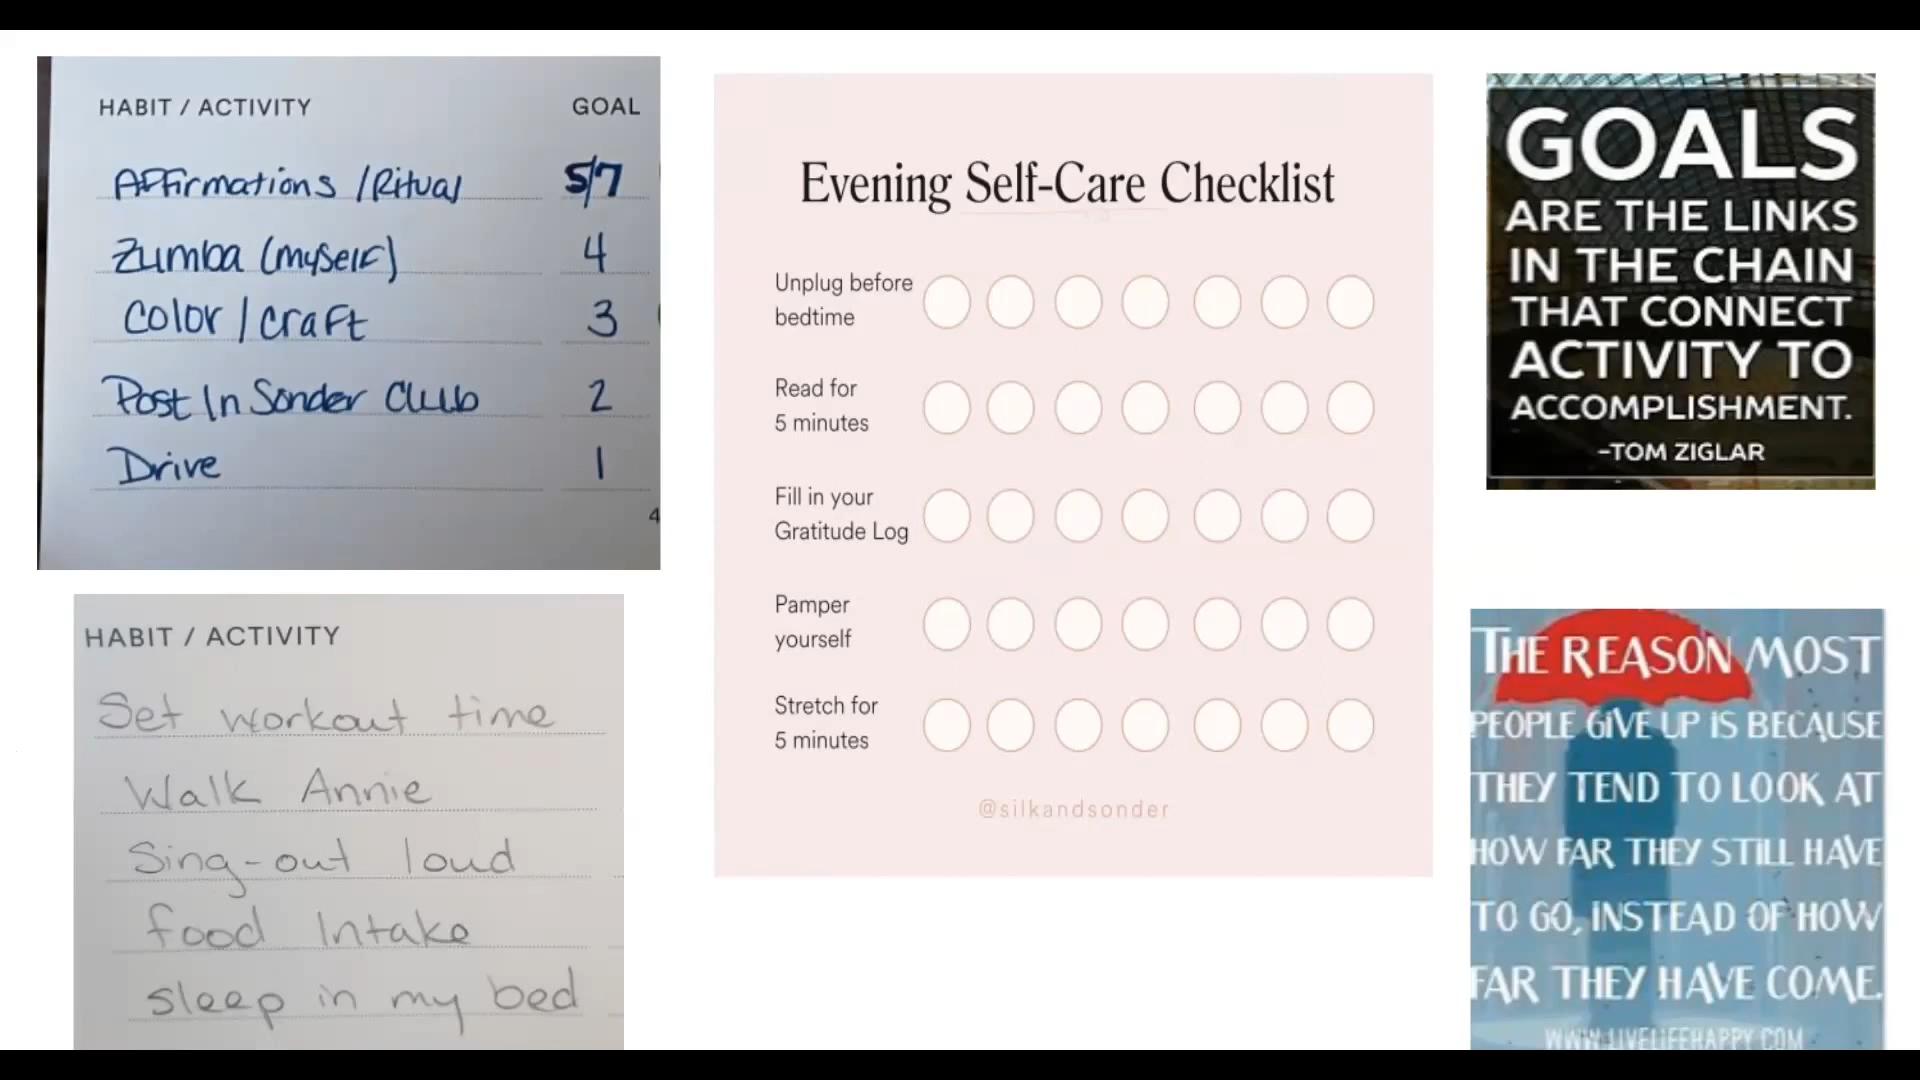 HABIT / ACTIVITY GOAL
Affirmations / Ritual 5/7
Zumba (myself) 4
Color / craft 3
Post In Sonder Club 2
Drive 1
4
HABIT / ACTIVITY
Set workout time
Walk Annie
Sing-out loud
food Intake
sleep in my bed
Evening Self-Care Checklist
Unplug before
bedtime
Read for
5 minutes
Fill in your
Gratitude Log
Pamper
yourself
Stretch for
5 minutes
@silkandsonder
GOALS
ARE THE LINKS
IN THE CHAIN
THAT CONNECT
ACTIVITY TO
ACCOMPLISHMENT.
-TOM ZIGLAR
THE REASON MOST
PEOPLE GIVE UP IS BECAUSE
THEY TEND TO LOOK AT
HOW FAR THEY STILL HAVE
TO GO, INSTEAD OF HOW
FAR THEY HAVE COME.
WWW.LIVELIFEHAPPY.COM